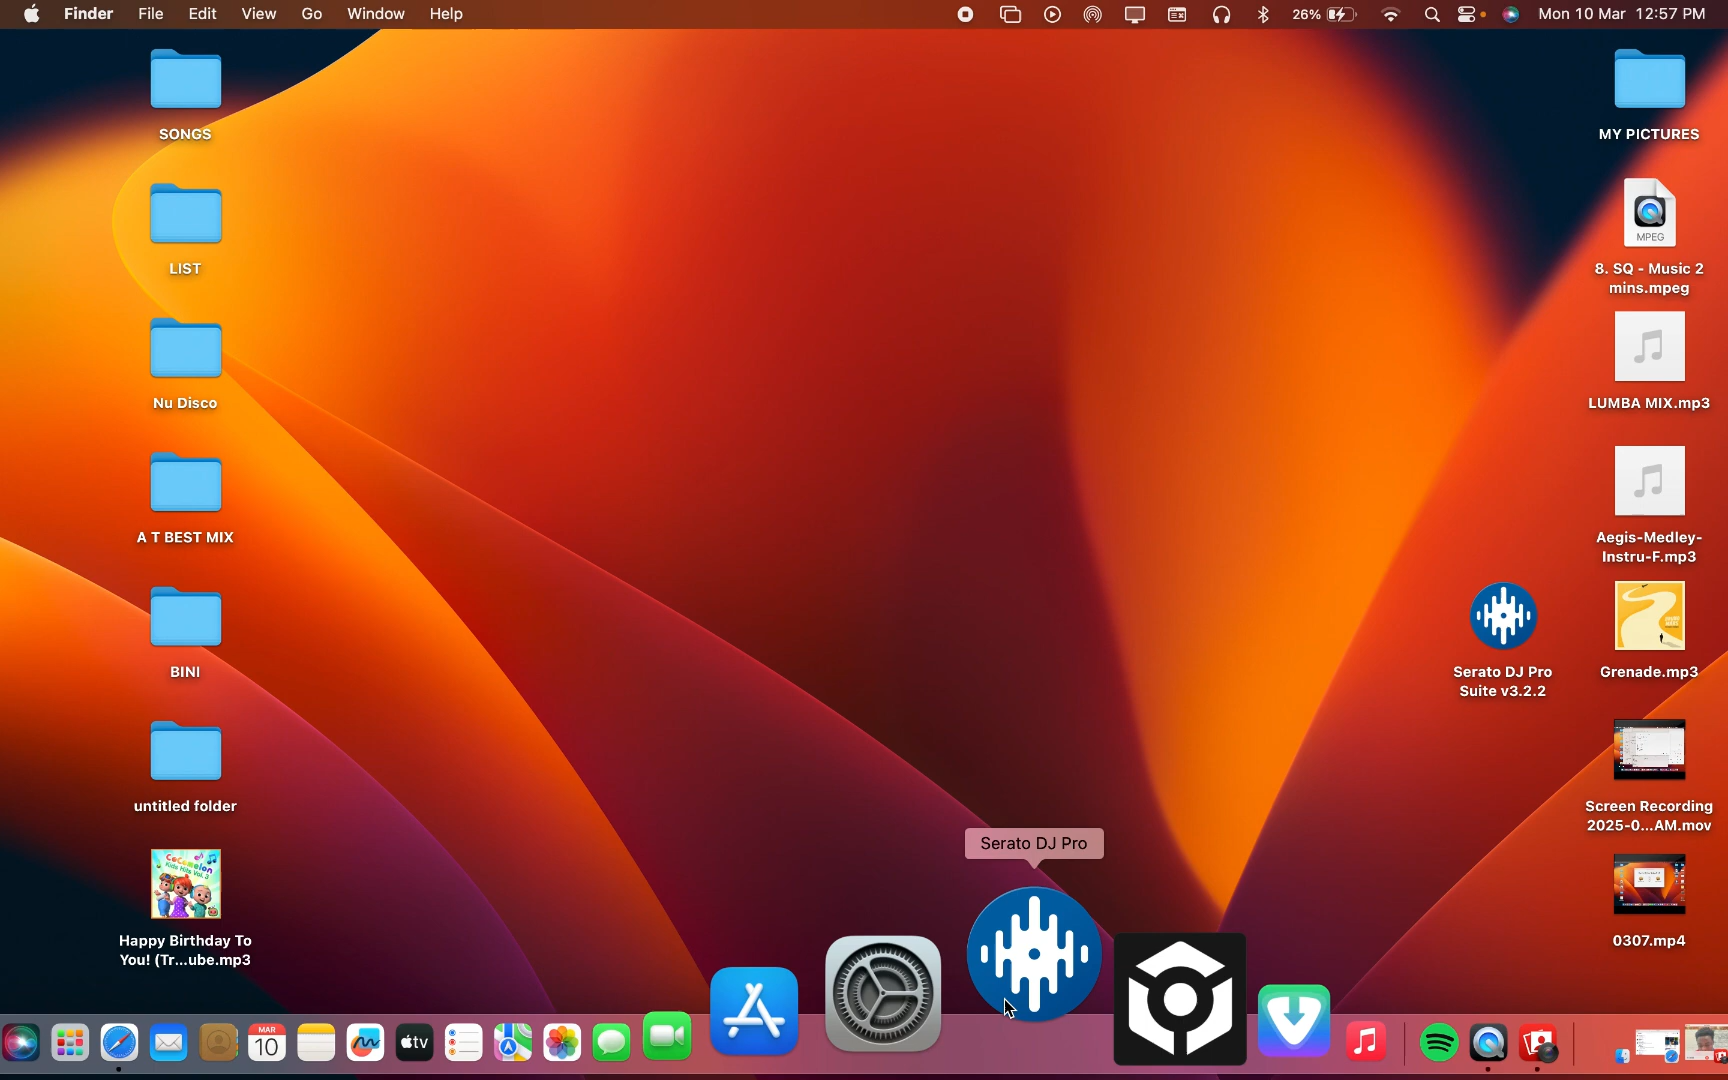 Finder File Edit View Go Window Help 26% Mon 10 Mar 12:57 PM
SONGS
LIST
Nu Disco
A T BEST MIX
BINI
untitled folder
Happy Birthday To
You! (Tr...ube.mp3
MY PICTURES
MPEG
8. SQ - Music 2
mins.mpeg
LUMBA MIX.mp3
Aegis-Medley-
Instru-F.mp3
Serato DJ Pro
Suite v3.2.2
Grenade.mp3
Screen Recording
2025-0...AM.mov
0307.mp4
Serato DJ Pro
MAR
10
tv